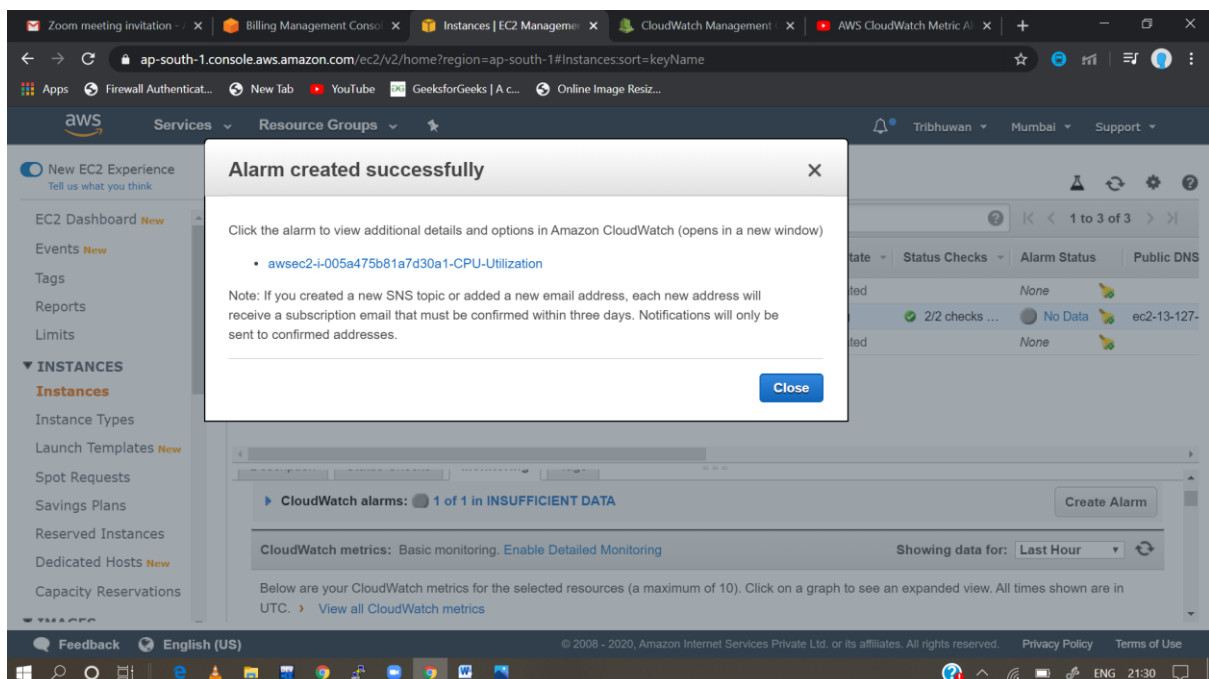 Zoom meeting invitation - /
Billing Management Consol
Instances | EC2 Managemen
CloudWatch Management
AWS CloudWatch Metric Al
ap-south-1.console.aws.amazon.com/ec2/v2/home?region=ap-south-1#Instances:sort=keyName
Apps
Firewall Authenticat...
New Tab
YouTube
GeeksforGeeks | A c...
Online Image Resiz...
aws
Services
Resource Groups
Tribhuwan
Mumbai
Support
New EC2 Experience
Tell us what you think
EC2 Dashboard New
Events New
Tags
Reports
Limits
INSTANCES
Instances
Instance Types
Launch Templates New
Spot Requests
Savings Plans
Reserved Instances
Dedicated Hosts New
Capacity Reservations
IMAGES
Alarm created successfully
Click the alarm to view additional details and options in Amazon CloudWatch (opens in a new window)
• awsec2-i-005a475b81a7d30a1-CPU-Utilization
Note: If you created a new SNS topic or added a new email address, each new address will
receive a subscription email that must be confirmed within three days. Notifications will only be
sent to confirmed addresses.
Close
1 to 3 of 3
tate Status Checks Alarm Status Public DNS
ted None
2/2 checks ... No Data ec2-13-127-
ted None
Description Status Checks Monitoring Tags
CloudWatch alarms: 1 of 1 in INSUFFICIENT DATA
Create Alarm
CloudWatch metrics: Basic monitoring. Enable Detailed Monitoring
Showing data for: Last Hour
Below are your CloudWatch metrics for the selected resources (a maximum of 10). Click on a graph to see an expanded view. All times shown are in
UTC. › View all CloudWatch metrics
Feedback
English (US)
© 2008 - 2020, Amazon Internet Services Private Ltd. or its affiliates. All rights reserved.
Privacy Policy
Terms of Use
ENG 21:30